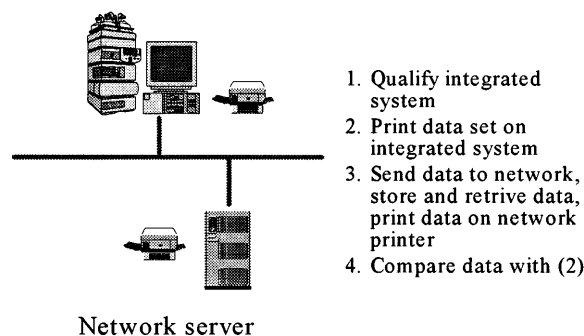 1. Qualify integrated
system
2. Print data set on
integrated system
3. Send data to network,
store and retrive data,
print data on network
printer
4. Compare data with (2)
Network server